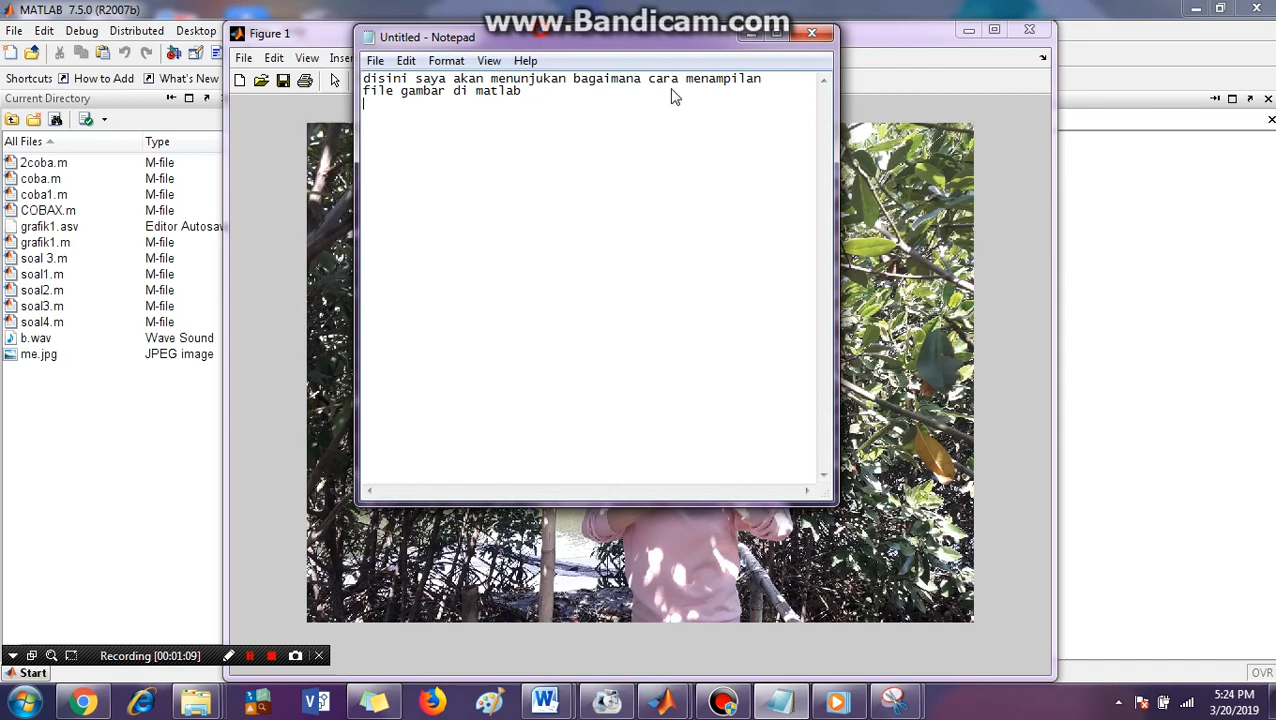 MATLAB 7.5.0 (R2007b)
www.Bandicam.com
File Edit Debug Distributed Desktop
Shortcuts How to Add What's New
Current Directory
All Files Type
2coba.m M-file
coba.m M-file
coba1.m M-file
COBAX.m M-file
grafik1.asv Editor Autosav
grafik1.m M-file
soal 3.m M-file
soal1.m M-file
soal2.m M-file
soal3.m M-file
soal4.m M-file
b.wav Wave Sound
me.jpg JPEG image
Figure 1
File Edit View Inser
Untitled - Notepad
File Edit Format View Help
disini saya akan menunjukan bagaimana cara menampilan
file gambar di matlab
Recording [00:01:09]
Start
OVR
5:24 PM
3/20/2019